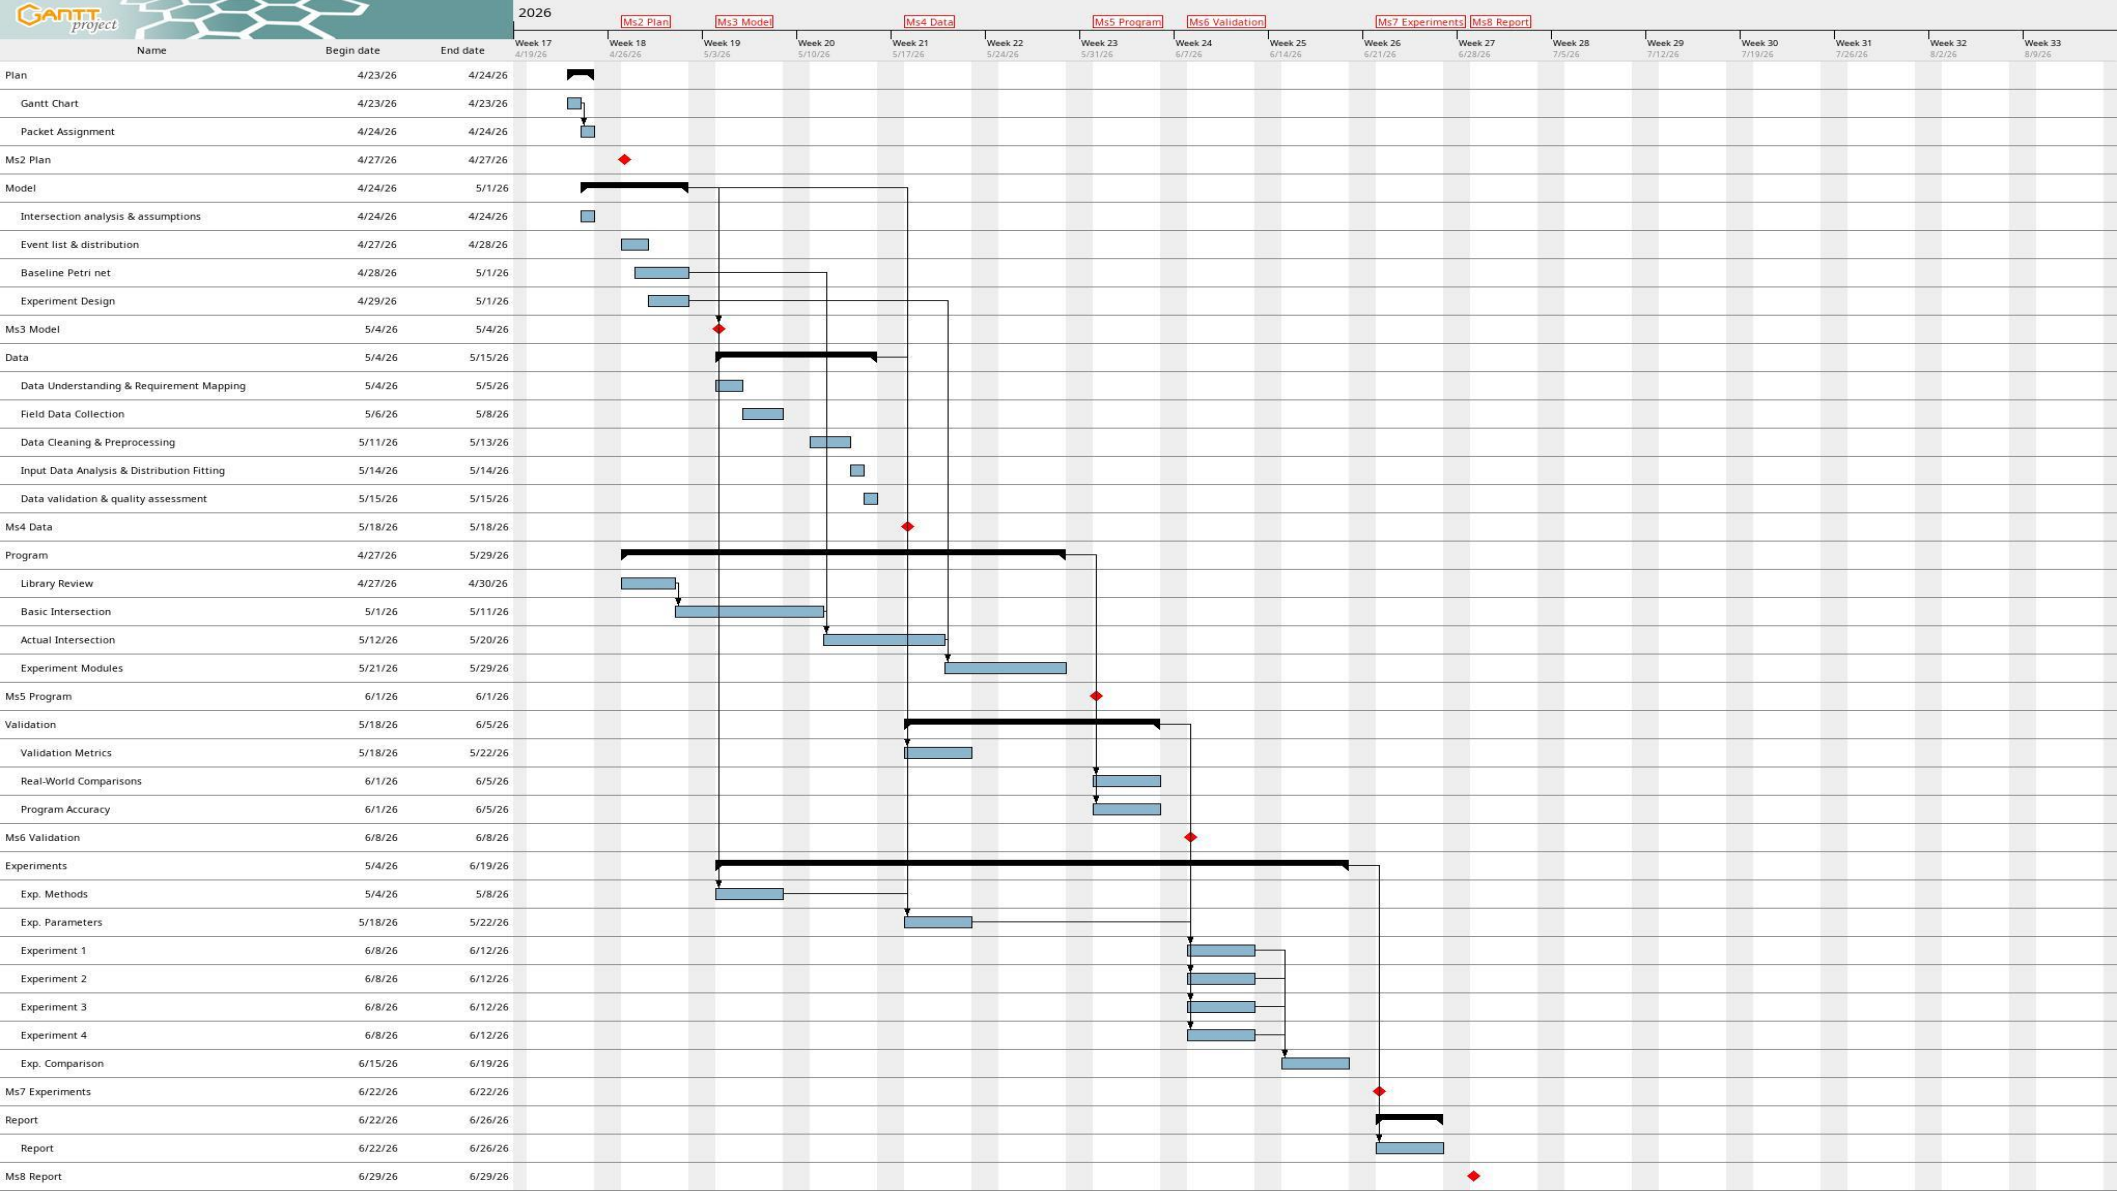 GANTT project
2026
Ms2 Plan Ms3 Model Ms4 Data Ms5 Program Ms6 Validation Ms7 Experiments Ms8 Report
Name Begin date End date
Week 17 Week 18 Week 19 Week 20 Week 21 Week 22 Week 23 Week 24 Week 25 Week 26 Week 27 Week 28 Week 29 Week 30 Week 31 Week 32 Week 33
4/19/26 4/26/26 5/3/26 5/10/26 5/17/26 5/24/26 5/31/26 6/7/26 6/14/26 6/21/26 6/28/26 7/5/26 7/12/26 7/19/26 7/26/26 8/2/26 8/9/26
Plan 4/23/26 4/24/26
Gantt Chart 4/23/26 4/23/26
Packet Assignment 4/24/26 4/24/26
Ms2 Plan 4/27/26 4/27/26
Model 4/24/26 5/1/26
Intersection analysis & assumptions 4/24/26 4/24/26
Event list & distribution 4/27/26 4/28/26
Baseline Petri net 4/28/26 5/1/26
Experiment Design 4/29/26 5/1/26
Ms3 Model 5/4/26 5/4/26
Data 5/4/26 5/15/26
Data Understanding & Requirement Mapping 5/4/26 5/5/26
Field Data Collection 5/6/26 5/8/26
Data Cleaning & Preprocessing 5/11/26 5/13/26
Input Data Analysis & Distribution Fitting 5/14/26 5/14/26
Data validation & quality assessment 5/15/26 5/15/26
Ms4 Data 5/18/26 5/18/26
Program 4/27/26 5/29/26
Library Review 4/27/26 4/30/26
Basic Intersection 5/1/26 5/11/26
Actual Intersection 5/12/26 5/20/26
Experiment Modules 5/21/26 5/29/26
Ms5 Program 6/1/26 6/1/26
Validation 5/18/26 6/5/26
Validation Metrics 5/18/26 5/22/26
Real-World Comparisons 6/1/26 6/5/26
Program Accuracy 6/1/26 6/5/26
Ms6 Validation 6/8/26 6/8/26
Experiments 5/4/26 6/19/26
Exp. Methods 5/4/26 5/8/26
Exp. Parameters 5/18/26 5/22/26
Experiment 1 6/8/26 6/12/26
Experiment 2 6/8/26 6/12/26
Experiment 3 6/8/26 6/12/26
Experiment 4 6/8/26 6/12/26
Exp. Comparison 6/15/26 6/19/26
Ms7 Experiments 6/22/26 6/22/26
Report 6/22/26 6/26/26
Report 6/22/26 6/26/26
Ms8 Report 6/29/26 6/29/26